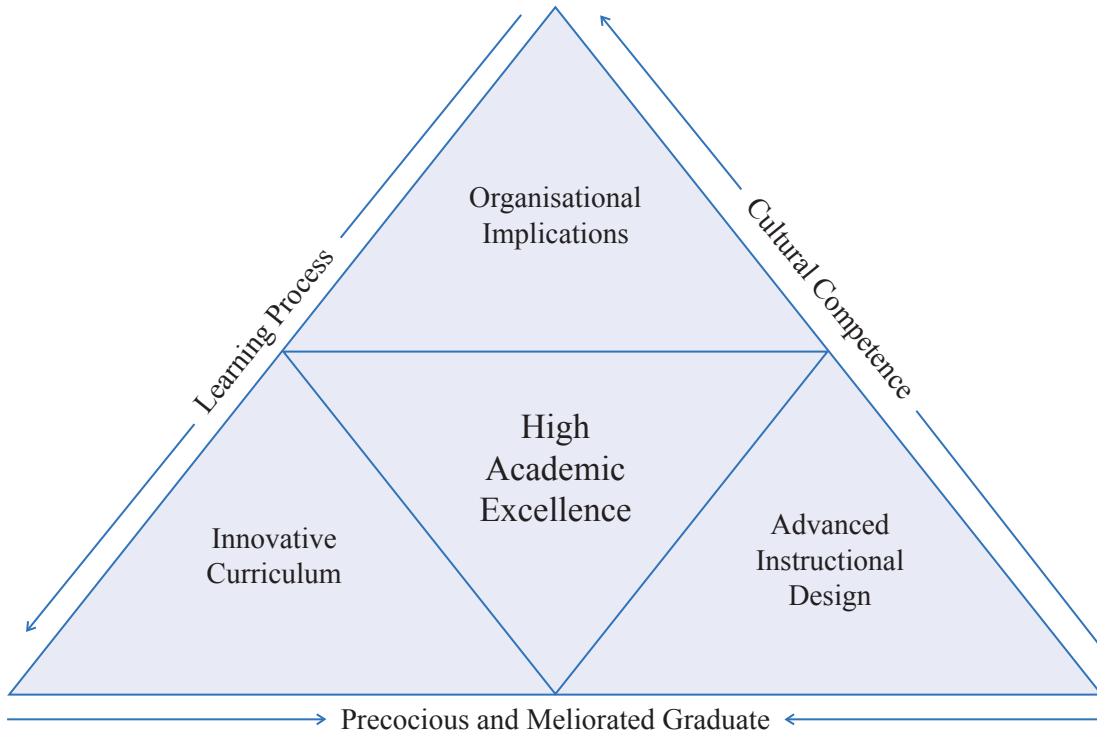 Organisational
Implications
Learning Process
Cultural Competence
High
Academic
Excellence
Innovative
Curriculum
Advanced
Instructional
Design
Precocious and Meliorated Graduate